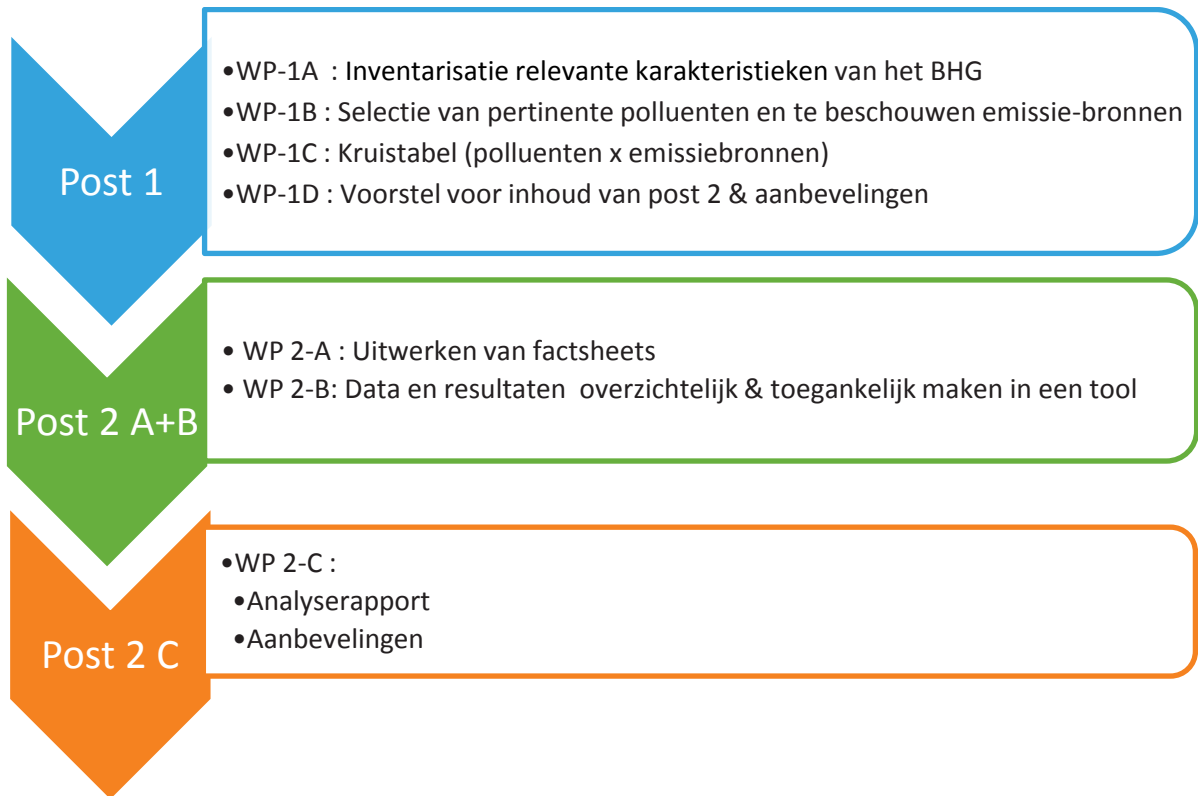 Post 1
•WP-1A : Inventarisatie relevante karakteristieken van het BHG
•WP-1B : Selectie van pertinente polluenten en te beschouwen emissie-bronnen
•WP-1C : Kruistabel (polluenten x emissiebronnen)
•WP-1D : Voorstel voor inhoud van post 2 & aanbevelingen
Post 2 A+B
• WP 2-A : Uitwerken van factsheets
• WP 2-B: Data en resultaten overzichtelijk & toegankelijk maken in een tool
Post 2 C
•WP 2-C :
•Analyserapport
•Aanbevelingen